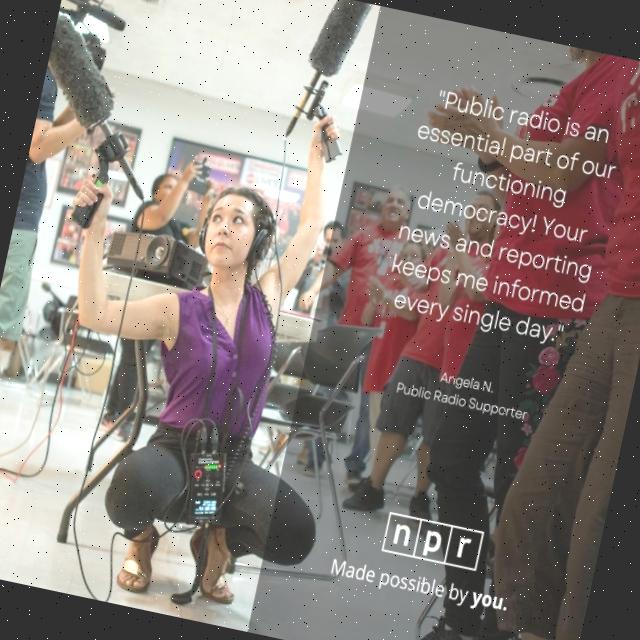 "Public radio is an
essential part of our
functioning
democracy! Your
news and reporting
keeps me informed
every single day."
Angela N.
Public Radio Supporter
npr
Made possible by you.